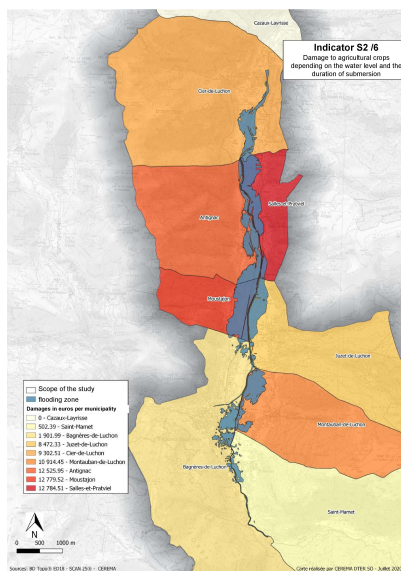 Cazaux-Layrisse
Indicator S2 /6
Damage to agricultural crops
depending on the water level and the
duration of submersion
Cier-de-Luchon
Salles-et-Pratviel
Antignac
Moustajon
Juzet-de-Luchon
Montauban-de-Luchon
Bagnères-de-Luchon
Saint-Mamet
Scope of the study
flooding zone
Damages in euros per municipality
0 - Cazaux-Layrisse
502.39 - Saint-Mamet
1 901.99 - Bagnères-de-Luchon
8 472.33 - Juzet-de-Luchon
9 302.51 - Cier-de-Luchon
10 914.45 - Montauban-de-Luchon
12 525.95 - Antignac
12 779.52 - Moustajon
12 784.51 - Salles-et-Pratviel
N
0 500 1000 m
Sources: BD Topo® ED18 - SCAN 25® - CEREMA
Carte réalisée par CEREMA DTER SO - Juillet 2020